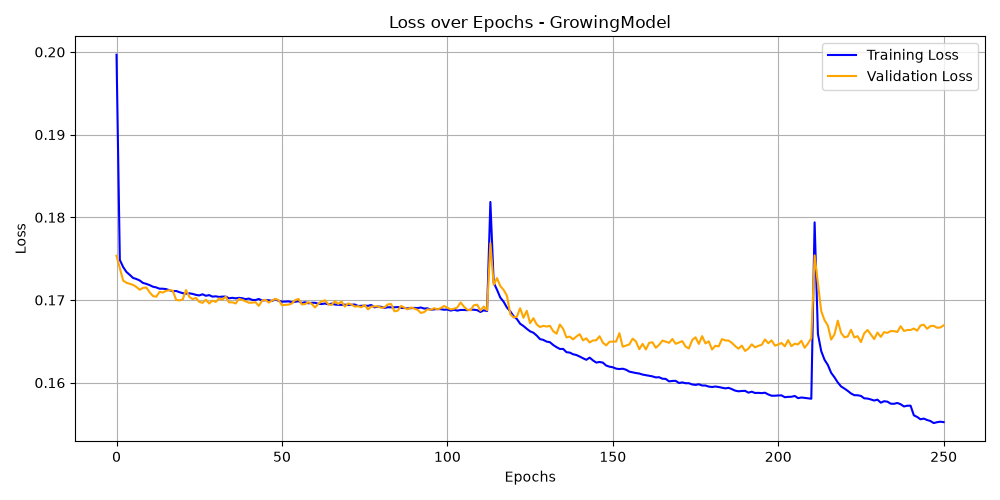 Loss over Epochs - GrowingModel
Training Loss
Validation Loss
0.20
0.19
0.18
0.17
0.16
Loss
0
50
100
150
200
250
Epochs